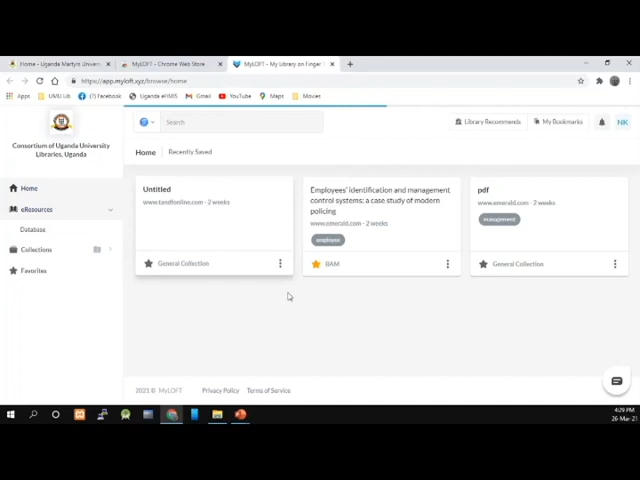 Home - Uganda Martyrs Universi
MyLOFT - Chrome Web Store
MyLOFT - My Library on Finger T
https://app.myloft.xyz/browse/home
Apps
UMU Lib
(7) Facebook
Uganda eHMIS
Gmail
YouTube
Maps
Movies
Consortium of Uganda University
Libraries, Uganda
Search
Library Recommends
My Bookmarks
NK
Home
Recently Saved
Home
eResources
Database
Collections
Favorites
Untitled
www.tandfonline.com - 2 weeks
General Collection
Employees' identification and management
control systems: a case study of modern
policing
www.emerald.com - 2 weeks
employee
BAM
pdf
www.emerald.com - 2 weeks
management
General Collection
2021 © MyLOFT
Privacy Policy
Terms of Service
4:29 PM
26-Mar-21